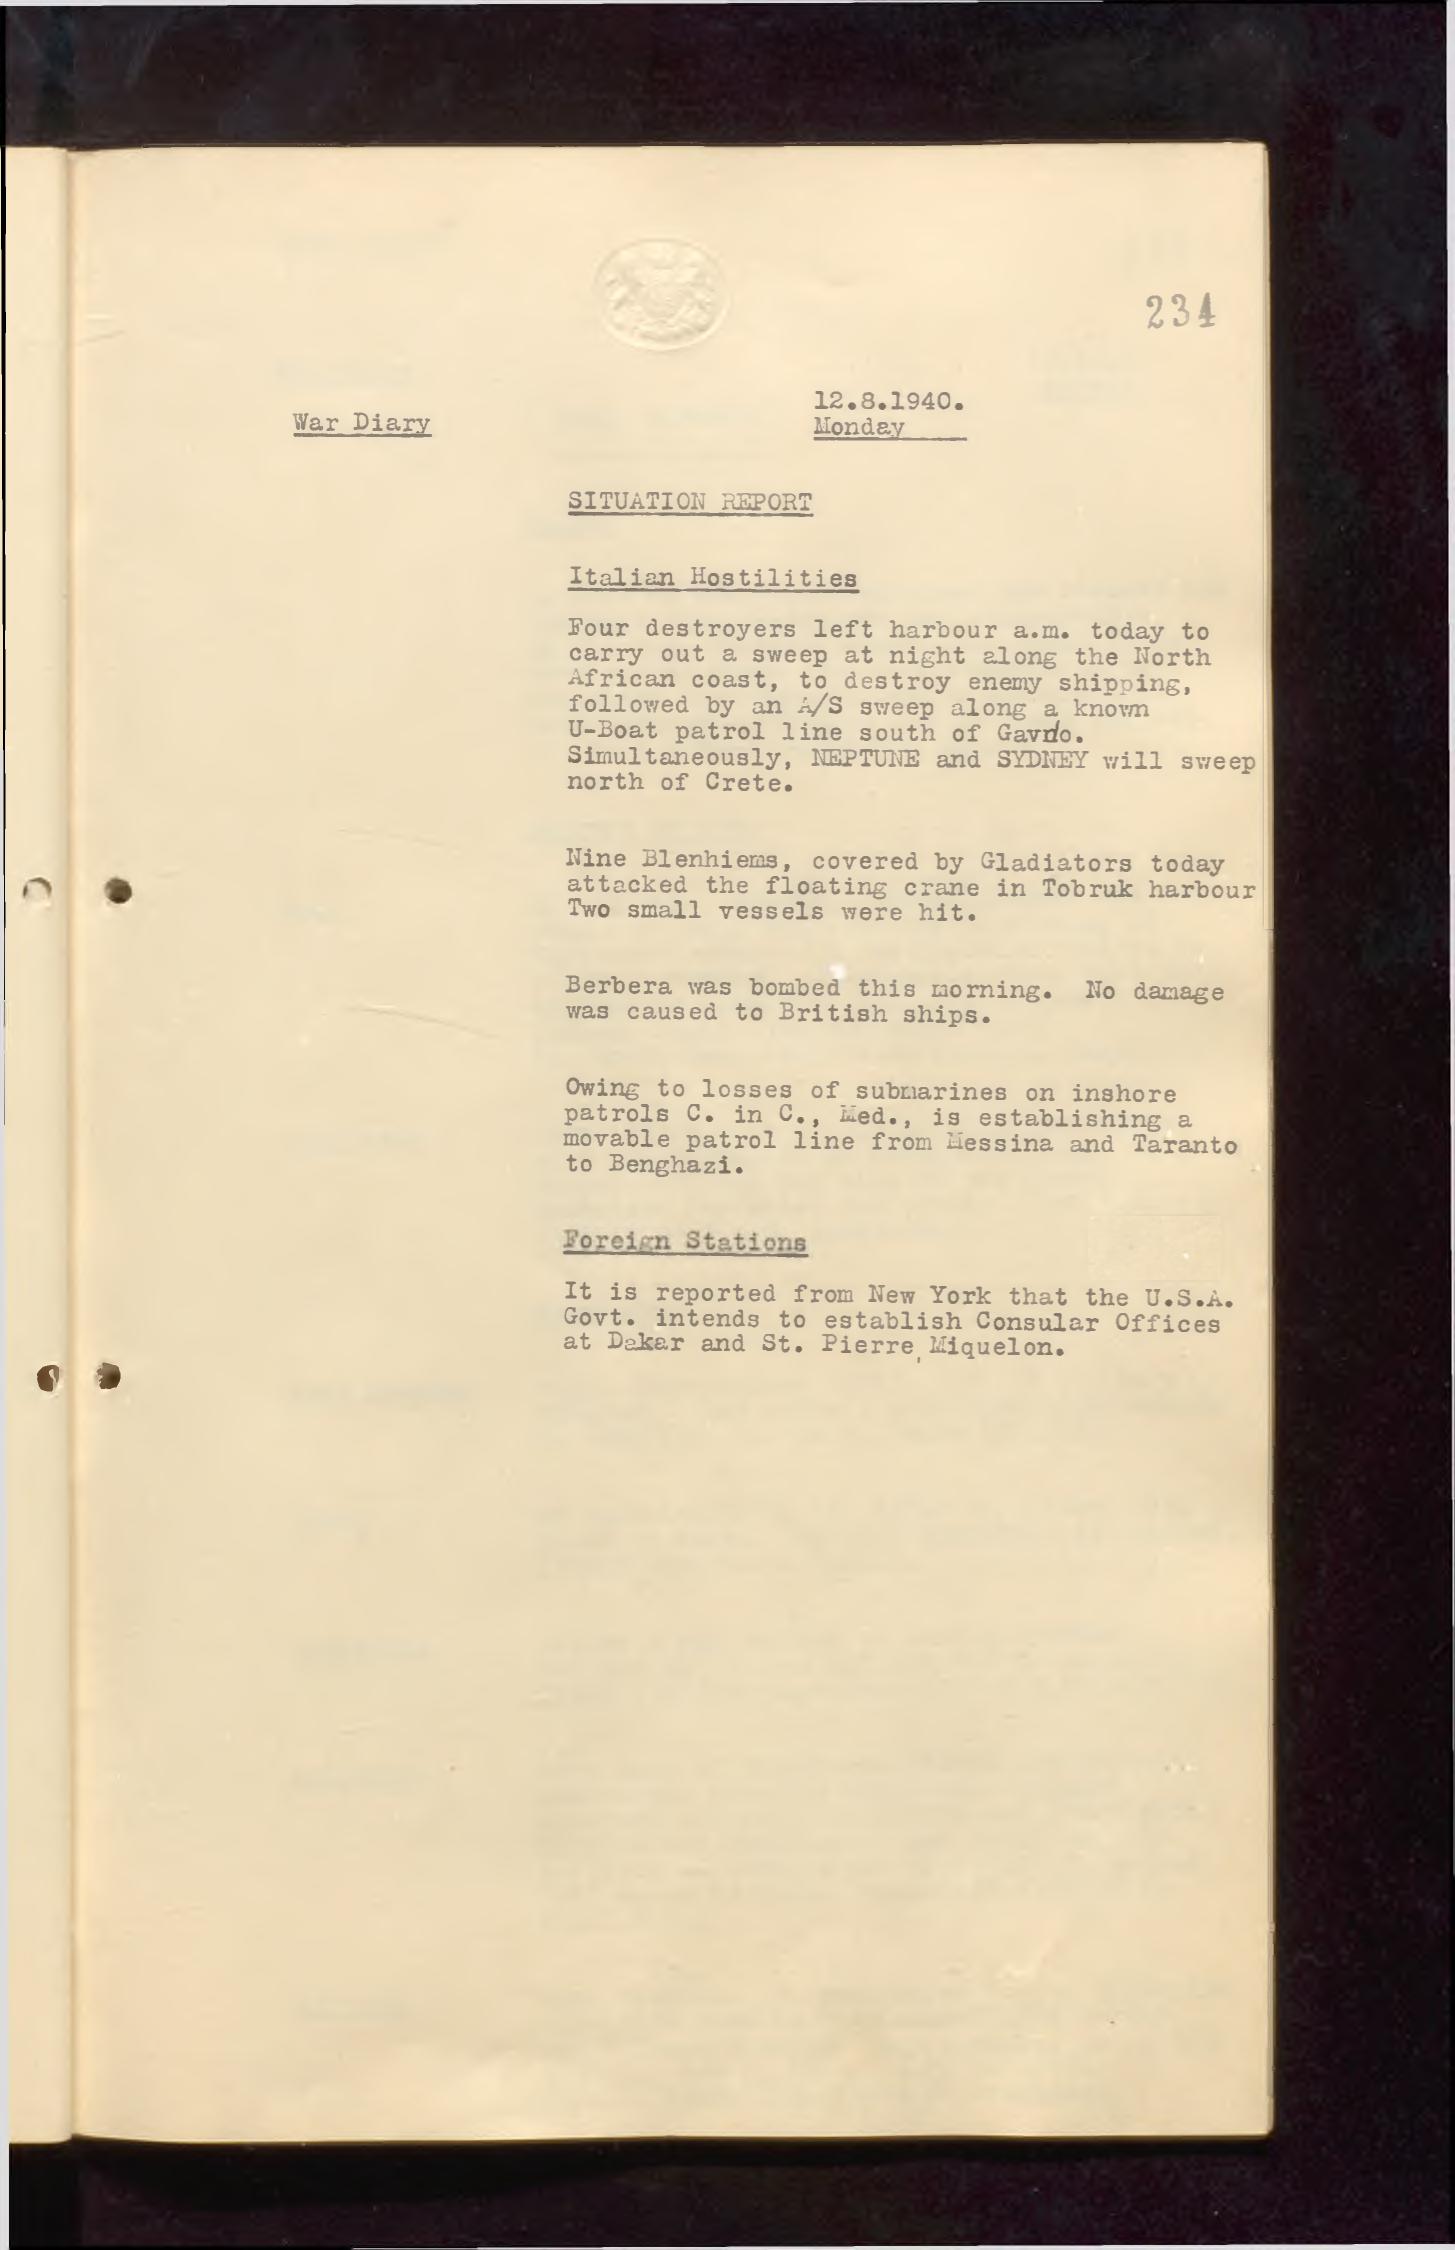 234
12.8.1940.
War Diary
Monday
SITUATION REPORT
Italian Hostilities
Four destroyers left harbour a.m. today to
carry out a sweep at night along the North
African coast, to destroy enemy shipping,
followed by an A/S sweep along a known
U-Boat patrol line south of Gavdo.
Simultaneously, NEPTUNE and SYDNEY will sweep
north of Crete.
Nine Blenhiems, covered by Gladiators today
attacked the floating crane in Tobruk harbour
Two small vessels were hit.
Berbera was bombed this morning. No damage
was caused to British ships.
Owing to losses of submarines on inshore
patrols C. in C., Med., is establishing a
movable patrol line from Messina and Taranto
to Benghazi.
Foreign Stations
It is reported from New York that the U.S.A.
Govt. intends to establish Consular Offices
at Dakar and St. Pierre, Miquelon.